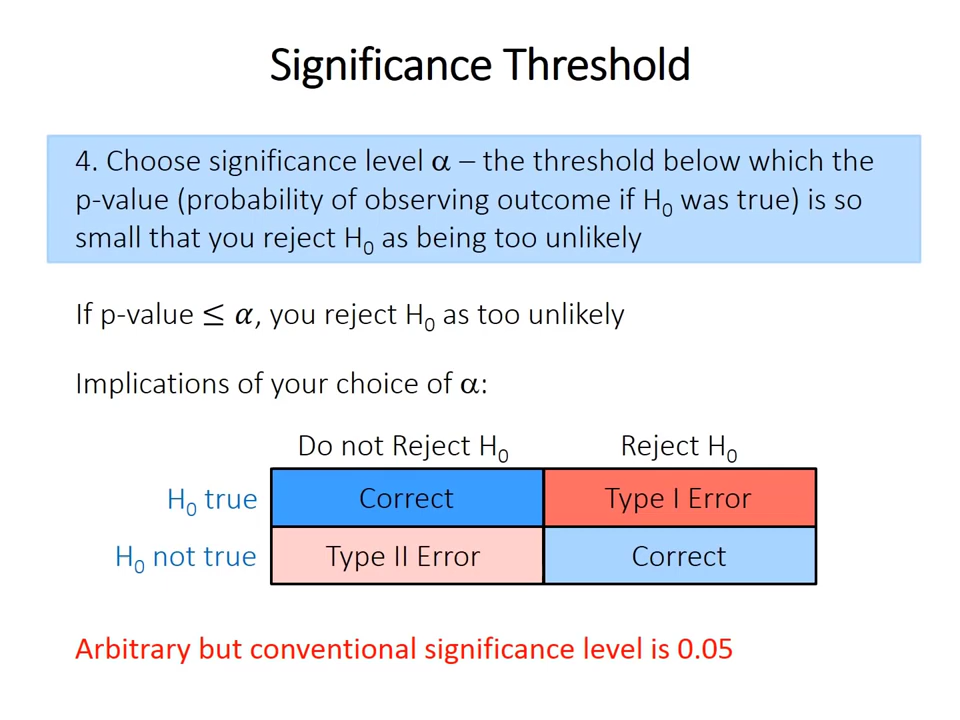 Significance Threshold
4. Choose significance level α – the threshold below which the
p-value (probability of observing outcome if H₀ was true) is so
small that you reject H₀ as being too unlikely
If p-value ≤ α, you reject H₀ as too unlikely
Implications of your choice of α:
Do not Reject H₀ Reject H₀
H₀ true Correct Type I Error
H₀ not true Type II Error Correct
Arbitrary but conventional significance level is 0.05